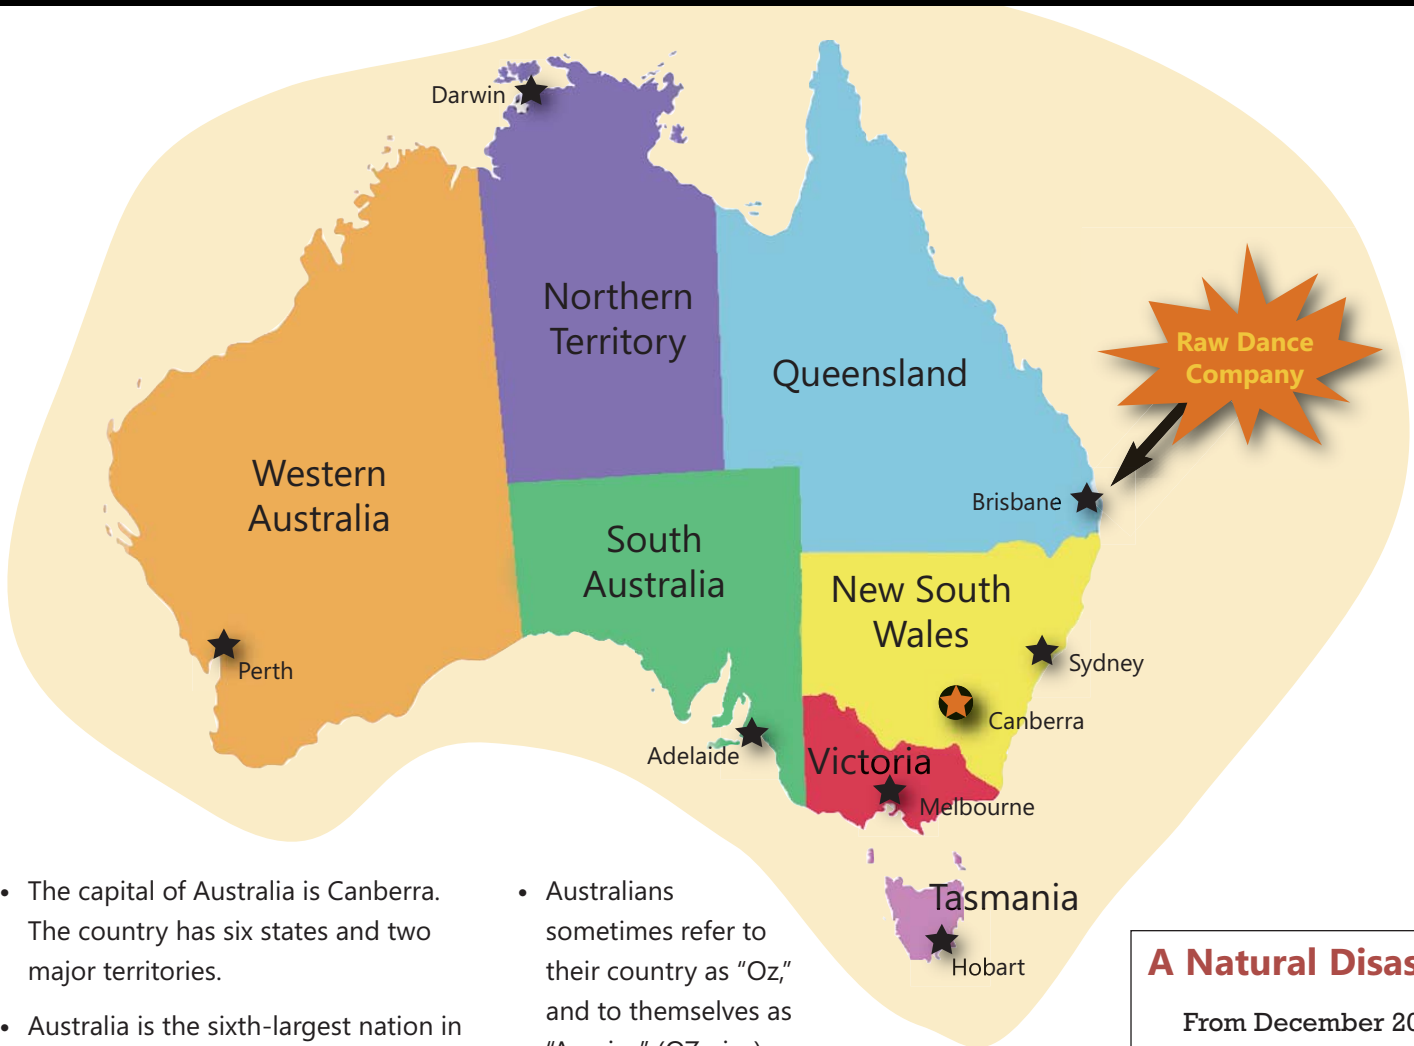 Darwin
Northern
Territory
Queensland
Raw Dance
Company
Western
Australia
Brisbane
South
Australia
New South
Wales
Perth
Sydney
Canberra
Adelaide
Victoria
Melbourne
Tasmania
Hobart
• The capital of Australia is Canberra.
The country has six states and two
major territories.
• Australia is the sixth-largest nation in
• Australians
sometimes refer to
their country as “Oz,”
and to themselves as
A Natural Disas
From December 20